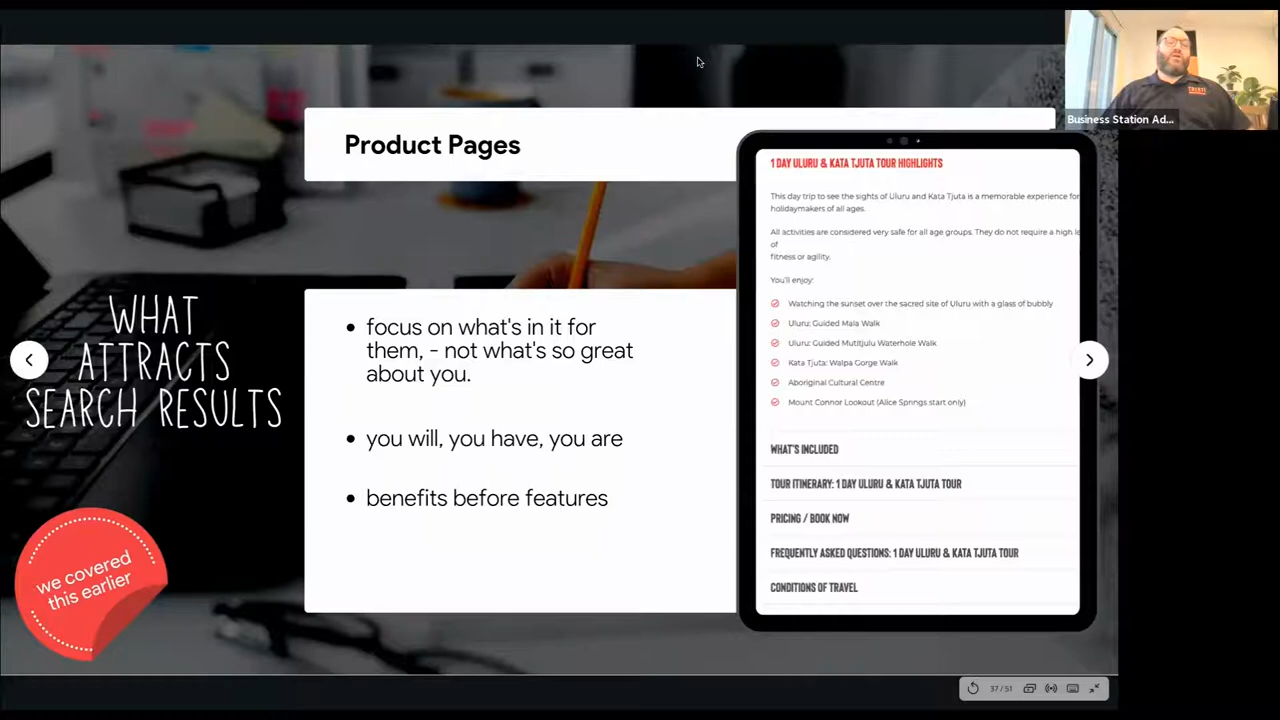 Business Station Ad...
Product Pages
WHAT
ATTRACTS
SEARCH RESULTS
we covered
this earlier
• focus on what's in it for
them, - not what's so great
about you.
• you will, you have, you are
• benefits before features
1 DAY ULURU & KATA TJUTA TOUR HIGHLIGHTS
This day trip to see the sights of Uluru and Kata Tjuta is a memorable experience for
holidaymakers of all ages.
All activities are considered very safe for all age groups. They do not require a high le
of
fitness or agility.
You'll enjoy:
Watching the sunset over the sacred site of Uluru with a glass of bubbly
Uluru: Guided Mala Walk
Uluru: Guided Mutitjulu Waterhole Walk.
Kata Tjuta: Walpa Gorge Walk
Aboriginal Cultural Centre
Mount Connor Lookout (Alice Springs start only)
WHAT'S INCLUDED
TOUR ITINERARY: 1 DAY ULURU & KATA TJUTA TOUR
PRICING / BOOK NOW
FREQUENTLY ASKED QUESTIONS: 1 DAY ULURU & KATA TJUTA TOUR
CONDITIONS OF TRAVEL
37 / 51